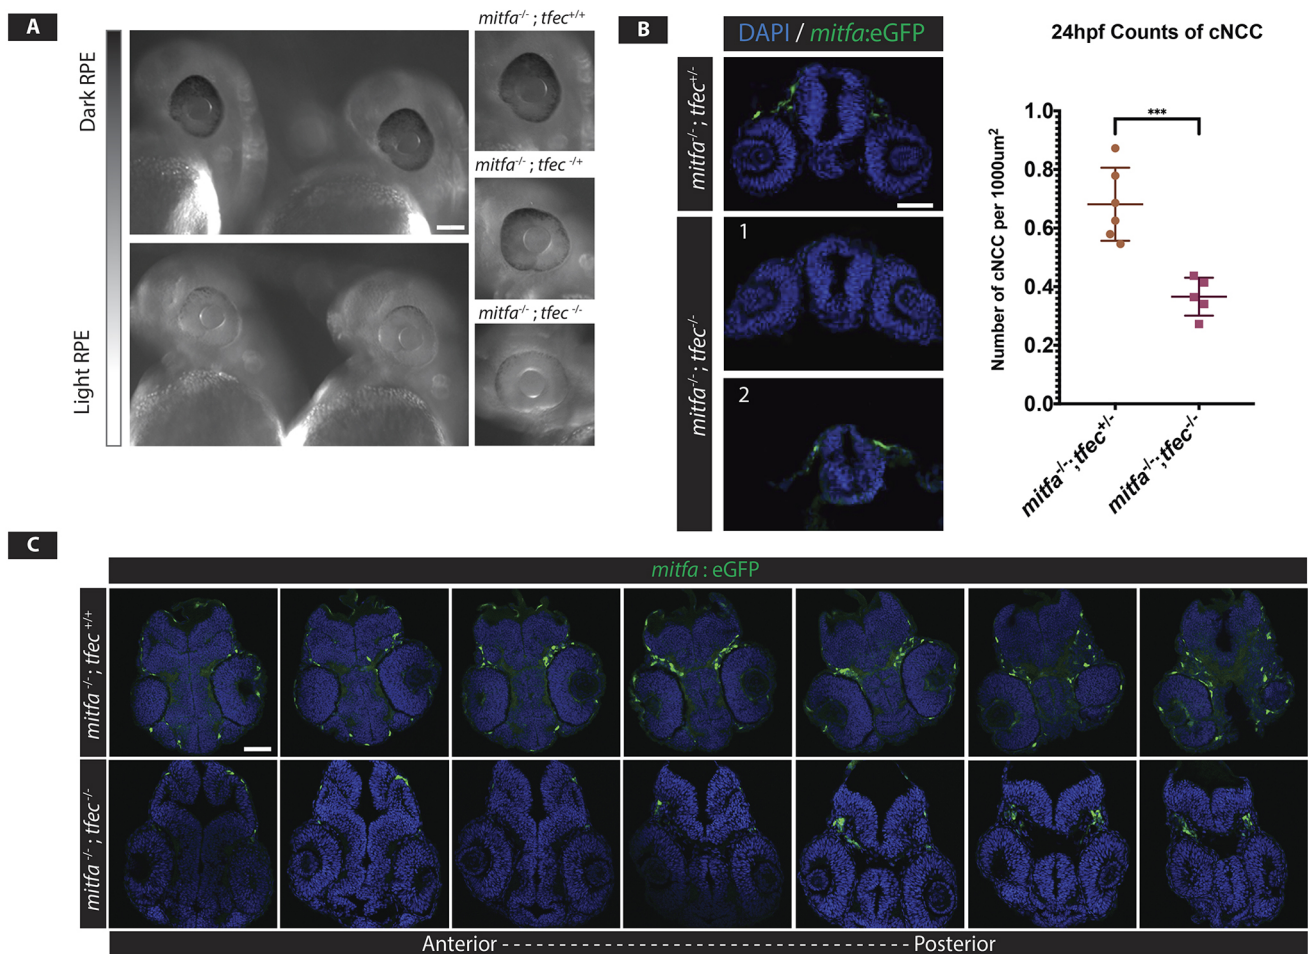 A
Dark RPE
Light RPE
mitfa-/- ; tfec+/+
mitfa-/- ; tfec -/+
mitfa-/- ; tfec -/-
B
DAPI / mitfa:eGFP
mitfa-/-; tfec+/-
mitfa-/-; tfec-/-
1
2
24hpf Counts of cNCC
Number of cNCC per 1000um2
1.0
0.8
0.6
0.4
0.2
0.0
***
mitfa-/-;tfec+/-
mitfa-/-;tfec-/-
C
mitfa : eGFP
mitfa-/-; tfec+/+
mitfa-/-; tfec-/-
Anterior - - - - - - - - - - - - - - - - - - - - - - - - - - - - - - - - - - - - - - - - Posterior